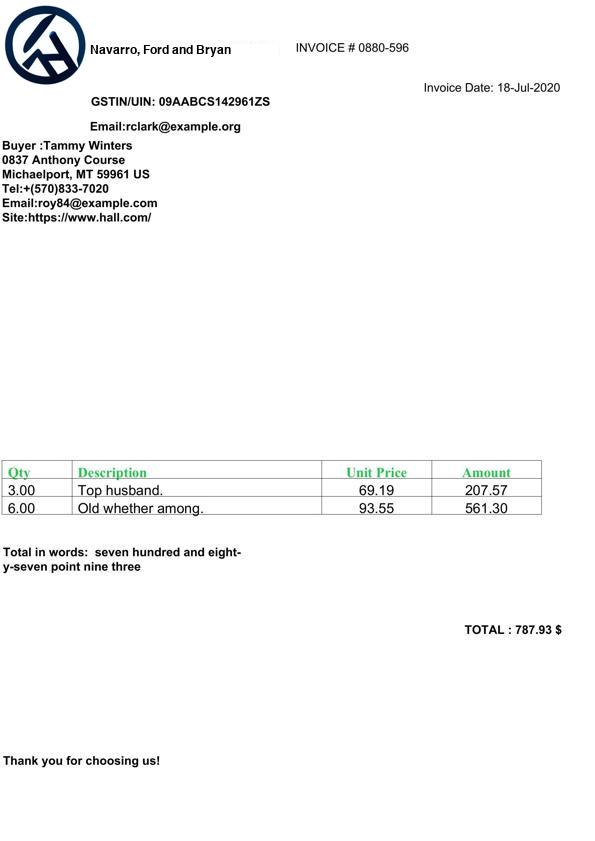 Navarro, Ford and Bryan
INVOICE # 0880-596
Invoice Date: 18-Jul-2020
GSTIN/UIN: 09AABCS142961ZS
Email:rclark@example.org
Buyer :Tammy Winters
0837 Anthony Course
Michaelport, MT 59961 US
Tel:+(570)833-7020
Email:roy84@example.com
Site:https://www.hall.com/
Qty Description Unit Price Amount
3.00 Top husband. 69.19 207.57
6.00 Old whether among. 93.55 561.30
Total in words: seven hundred and eight-
y-seven point nine three
TOTAL : 787.93 $
Thank you for choosing us!